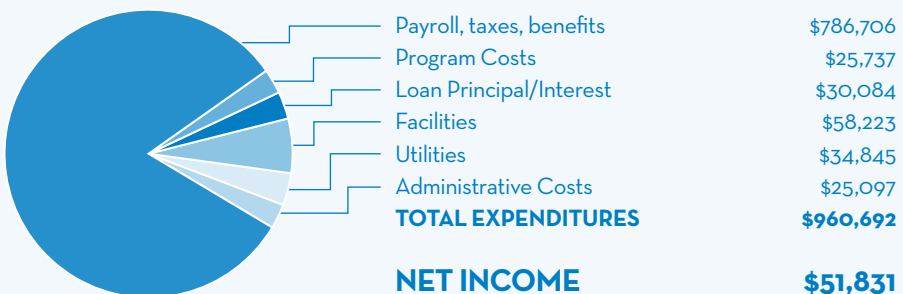 Payroll, taxes, benefits $786,706
Program Costs $25,737
Loan Principal/Interest $30,084
Facilities $58,223
Utilities $34,845
Administrative Costs $25,097
TOTAL EXPENDITURES $960,692
NET INCOME $51,831